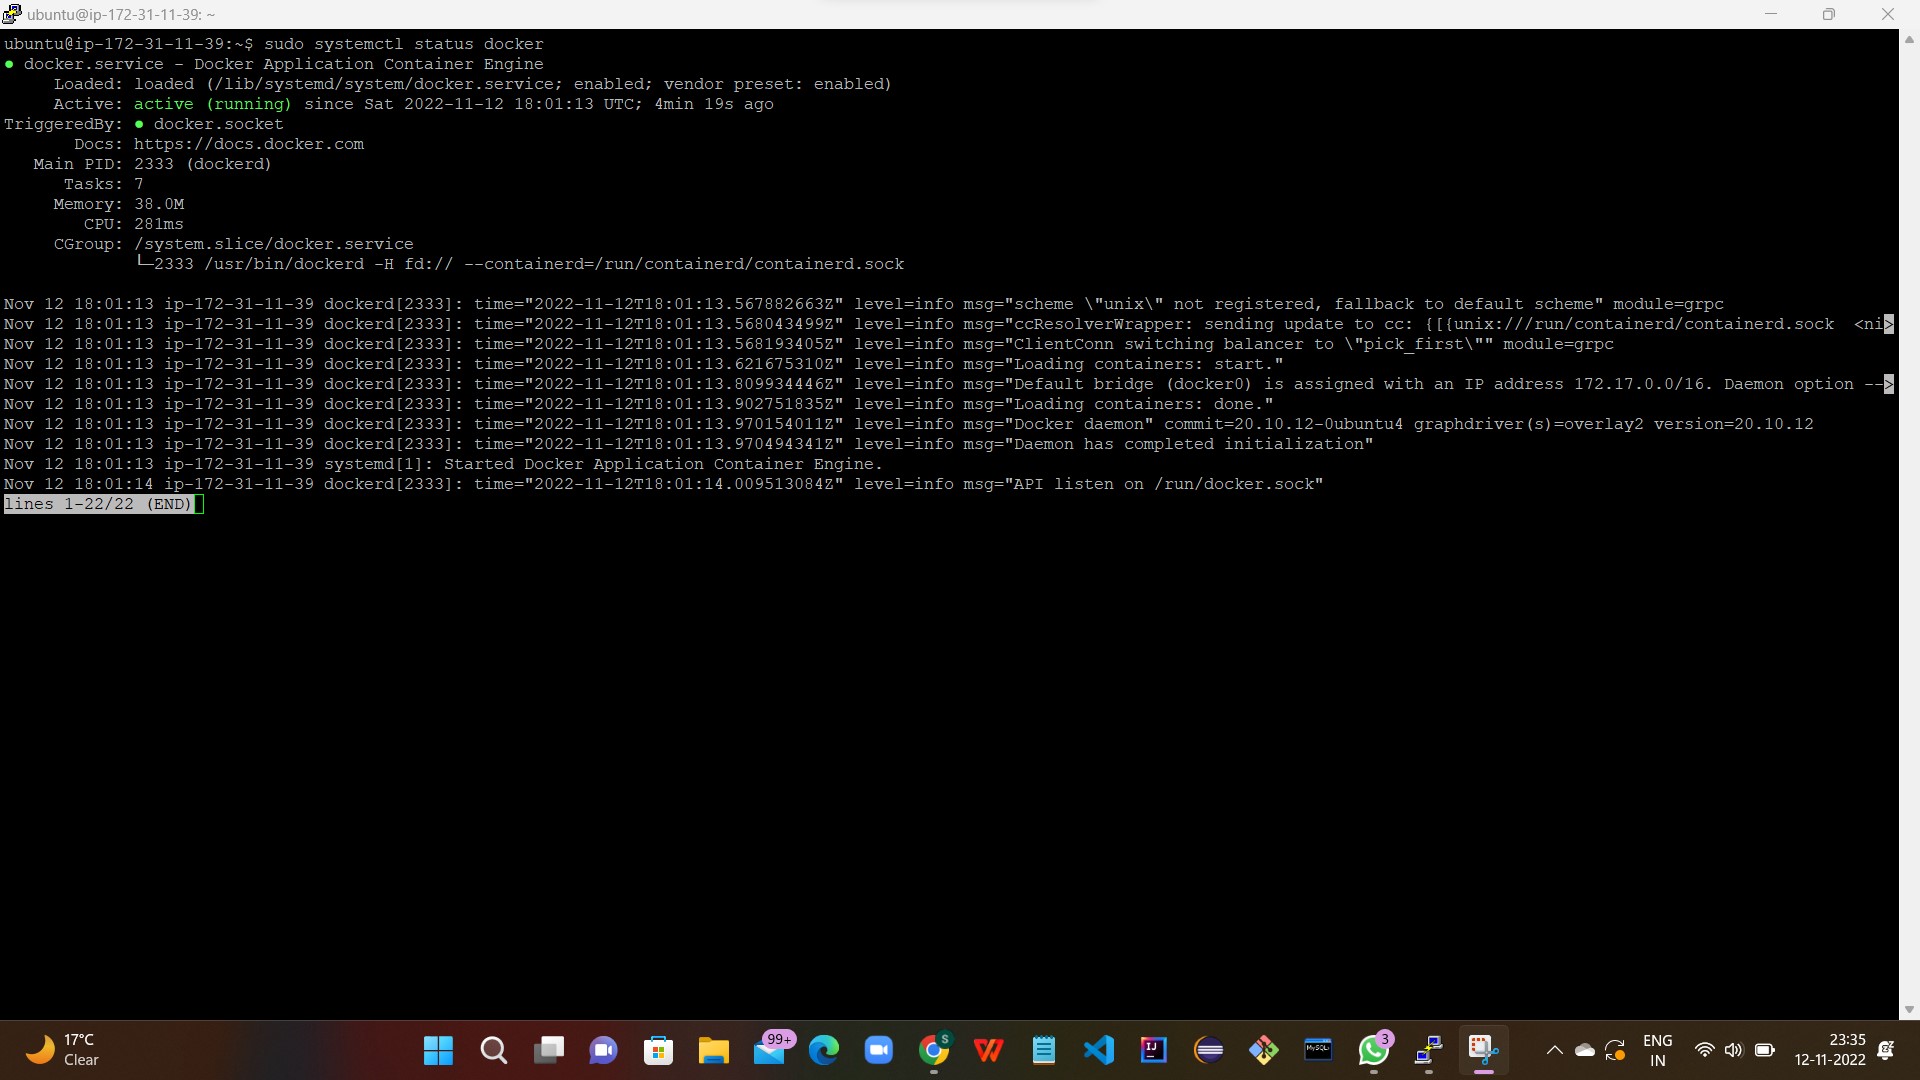 ubuntu@ip-172-31-11-39: ~
ubuntu@ip-172-31-11-39:~$ sudo systemctl status docker
● docker.service - Docker Application Container Engine
Loaded: loaded (/lib/systemd/system/docker.service; enabled; vendor preset: enabled)
Active: active (running) since Sat 2022-11-12 18:01:13 UTC; 4min 19s ago
TriggeredBy: ● docker.socket
Docs: https://docs.docker.com
Main PID: 2333 (dockerd)
Tasks: 7
Memory: 38.0M
CPU: 281ms
CGroup: /system.slice/docker.service
└─2333 /usr/bin/dockerd -H fd:// --containerd=/run/containerd/containerd.sock
Nov 12 18:01:13 ip-172-31-11-39 dockerd[2333]: time="2022-11-12T18:01:13.567882663Z" level=info msg="scheme \"unix\" not registered, fallback to default scheme" module=grpc
Nov 12 18:01:13 ip-172-31-11-39 dockerd[2333]: time="2022-11-12T18:01:13.568043499Z" level=info msg="ccResolverWrapper: sending update to cc: {[{unix:///run/containerd/containerd.sock  <ni>
Nov 12 18:01:13 ip-172-31-11-39 dockerd[2333]: time="2022-11-12T18:01:13.568193405Z" level=info msg="ClientConn switching balancer to \"pick_first\"" module=grpc
Nov 12 18:01:13 ip-172-31-11-39 dockerd[2333]: time="2022-11-12T18:01:13.621675310Z" level=info msg="Loading containers: start."
Nov 12 18:01:13 ip-172-31-11-39 dockerd[2333]: time="2022-11-12T18:01:13.809934446Z" level=info msg="Default bridge (docker0) is assigned with an IP address 172.17.0.0/16. Daemon option -->
Nov 12 18:01:13 ip-172-31-11-39 dockerd[2333]: time="2022-11-12T18:01:13.902751835Z" level=info msg="Loading containers: done."
Nov 12 18:01:13 ip-172-31-11-39 dockerd[2333]: time="2022-11-12T18:01:13.970154011Z" level=info msg="Docker daemon" commit=20.10.12-0ubuntu4 graphdriver(s)=overlay2 version=20.10.12
Nov 12 18:01:13 ip-172-31-11-39 dockerd[2333]: time="2022-11-12T18:01:13.970494341Z" level=info msg="Daemon has completed initialization"
Nov 12 18:01:13 ip-172-31-11-39 systemd[1]: Started Docker Application Container Engine.
Nov 12 18:01:14 ip-172-31-11-39 dockerd[2333]: time="2022-11-12T18:01:14.009513084Z" level=info msg="API listen on /run/docker.sock"
lines 1-22/22 (END)
17°C
Clear
99+
S
IJ
MySQL
3
ENG
IN
23:35
12-11-2022